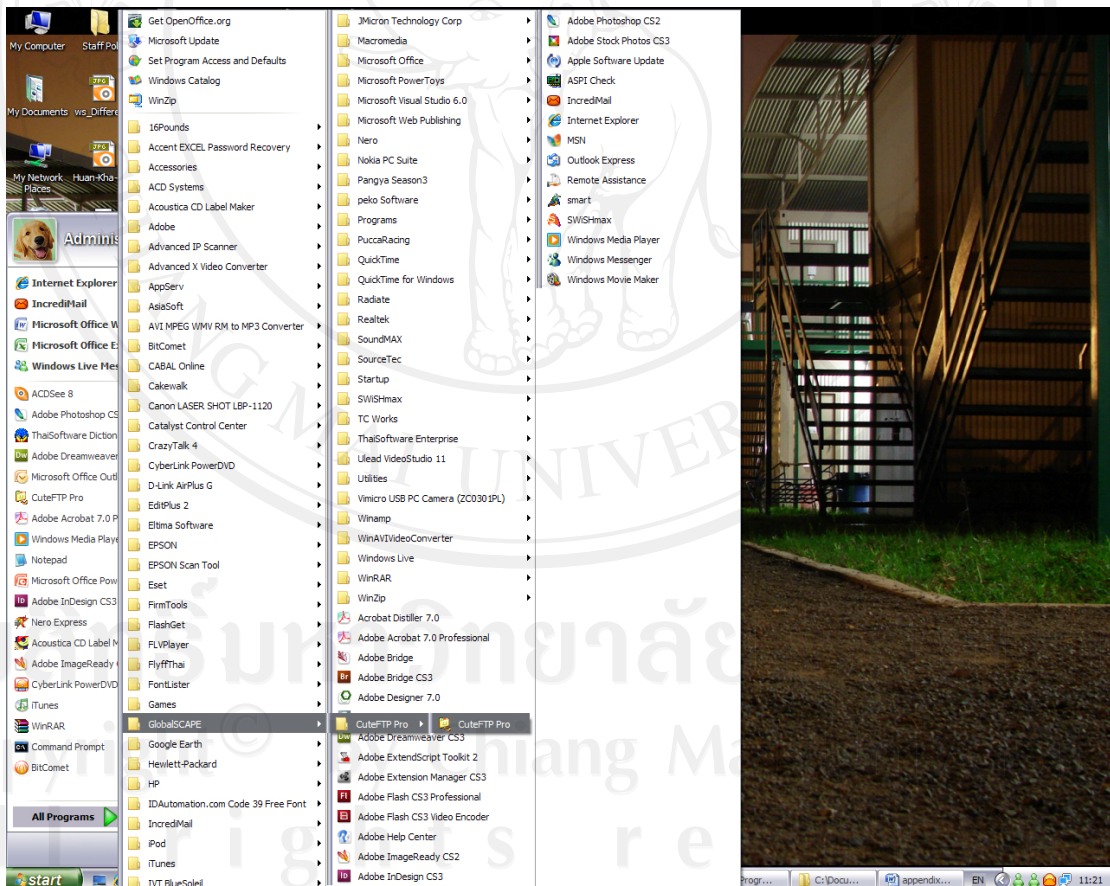 My Computer
Staff Pol
My Documents
ws_Differe
My Network Places
Huan-Kha-
Adminis
Internet Explorer
IncrediMail
Microsoft Office W
Microsoft Office E
Windows Live Mes
ACDSee 8
Adobe Photoshop CS
ThaiSoftware Diction
Adobe Dreamweaver
Microsoft Office Outl
CuteFTP Pro
Adobe Acrobat 7.0 P
Windows Media Playe
Notepad
Microsoft Office Pow
Adobe InDesign CS3
Nero Express
Acoustica CD Label M
Adobe ImageReady
CyberLink PowerDVD
iTunes
WinRAR
Command Prompt
BitComet
All Programs
start
Get OpenOffice.org
Microsoft Update
Set Program Access and Defaults
Windows Catalog
WinZip
16Pounds
Accent EXCEL Password Recovery
Accessories
ACD Systems
Acoustica CD Label Maker
Adobe
Advanced IP Scanner
Advanced X Video Converter
AppServ
AsiaSoft
AVI MPEG WMV RM to MP3 Converter
BitComet
CABAL Online
Cakewalk
Canon LASER SHOT LBP-1120
Catalyst Control Center
CrazyTalk 4
CyberLink PowerDVD
D-Link AirPlus G
EditPlus 2
Eltima Software
EPSON
EPSON Scan Tool
Eset
FirmTools
FlashGet
FLVPlayer
FlyffThai
FontLister
Games
GlobalSCAPE
Google Earth
Hewlett-Packard
HP
IDAutomation.com Code 39 Free Font
IncrediMail
iPod
iTunes
IVT BlueSoleil
JMicron Technology Corp
Macromedia
Microsoft Office
Microsoft PowerToys
Microsoft Visual Studio 6.0
Microsoft Web Publishing
Nero
Nokia PC Suite
Pangya Season3
peko Software
Programs
PuccaRacing
QuickTime
QuickTime for Windows
Radiate
Realtek
SoundMAX
SourceTec
Startup
SWiSHmax
TC Works
ThaiSoftware Enterprise
Ulead VideoStudio 11
Utilities
Vimicro USB PC Camera (ZC0301PL)
Winamp
WinAVIVideoConverter
Windows Live
WinRAR
WinZip
Acrobat Distiller 7.0
Adobe Acrobat 7.0 Professional
Adobe Bridge
Adobe Bridge CS3
Adobe Designer 7.0
CuteFTP Pro
CuteFTP Pro
Adobe Dreamweaver CS3
Adobe ExtendScript Toolkit 2
Adobe Extension Manager CS3
Adobe Flash CS3 Professional
Adobe Flash CS3 Video Encoder
Adobe Help Center
Adobe ImageReady CS2
Adobe InDesign CS3
Adobe Photoshop CS2
Adobe Stock Photos CS3
Apple Software Update
ASPI Check
IncrediMail
Internet Explorer
MSN
Outlook Express
Remote Assistance
smart
SWiSHmax
Windows Media Player
Windows Messenger
Windows Movie Maker
Progr...
C:\Docu...
appendix...
EN
11:21